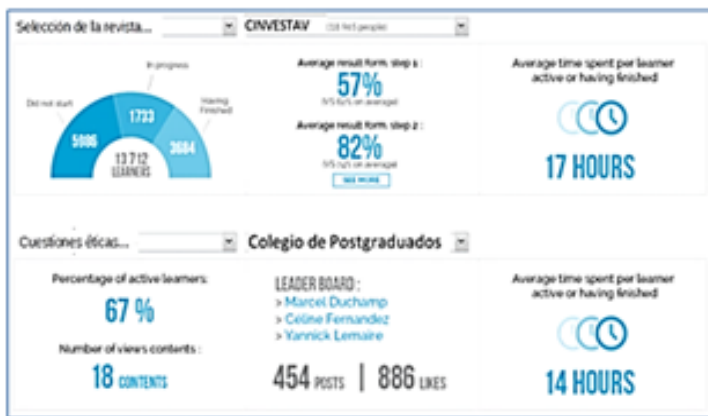 Selección de la revista...
CINVESTAV
In progress
Did not start
Having
Finished
1733
5986
3684
13 712
LEARNERS
Average result form. step 1 :
57%
Average result form. step 2 :
82%
SEE MORE
Average time spent per learner
active or having finished
17 HOURS
Cuestiones éticas...
Colegio de Postgraduados
Percentage of active learners:
67 %
Number of views contents :
18 CONTENTS
LEADER BOARD :
> Marcel Duchamp
> Céline Fernandez
> Yannick Lemaire
454 POSTS | 886 LIKES
Average time spent per learner
active or having finished
14 HOURS